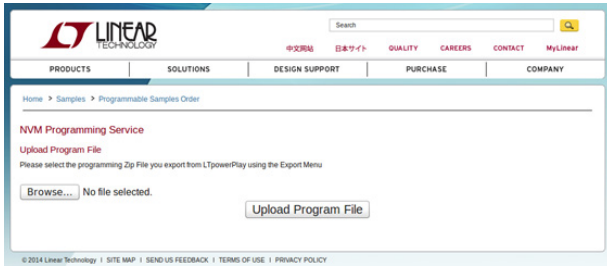 LINEAR
TECHNOLOGY
Search
中文网站 日本サイト QUALITY CAREERS CONTACT MyLinear
PRODUCTS SOLUTIONS DESIGN SUPPORT PURCHASE COMPANY
Home > Samples > Programmable Samples Order
NVM Programming Service
Upload Program File
Please select the programming Zip File you export from LTpowerPlay using the Export Menu
Browse... No file selected.
Upload Program File
© 2014 Linear Technology | SITE MAP | SEND US FEEDBACK | TERMS OF USE | PRIVACY POLICY